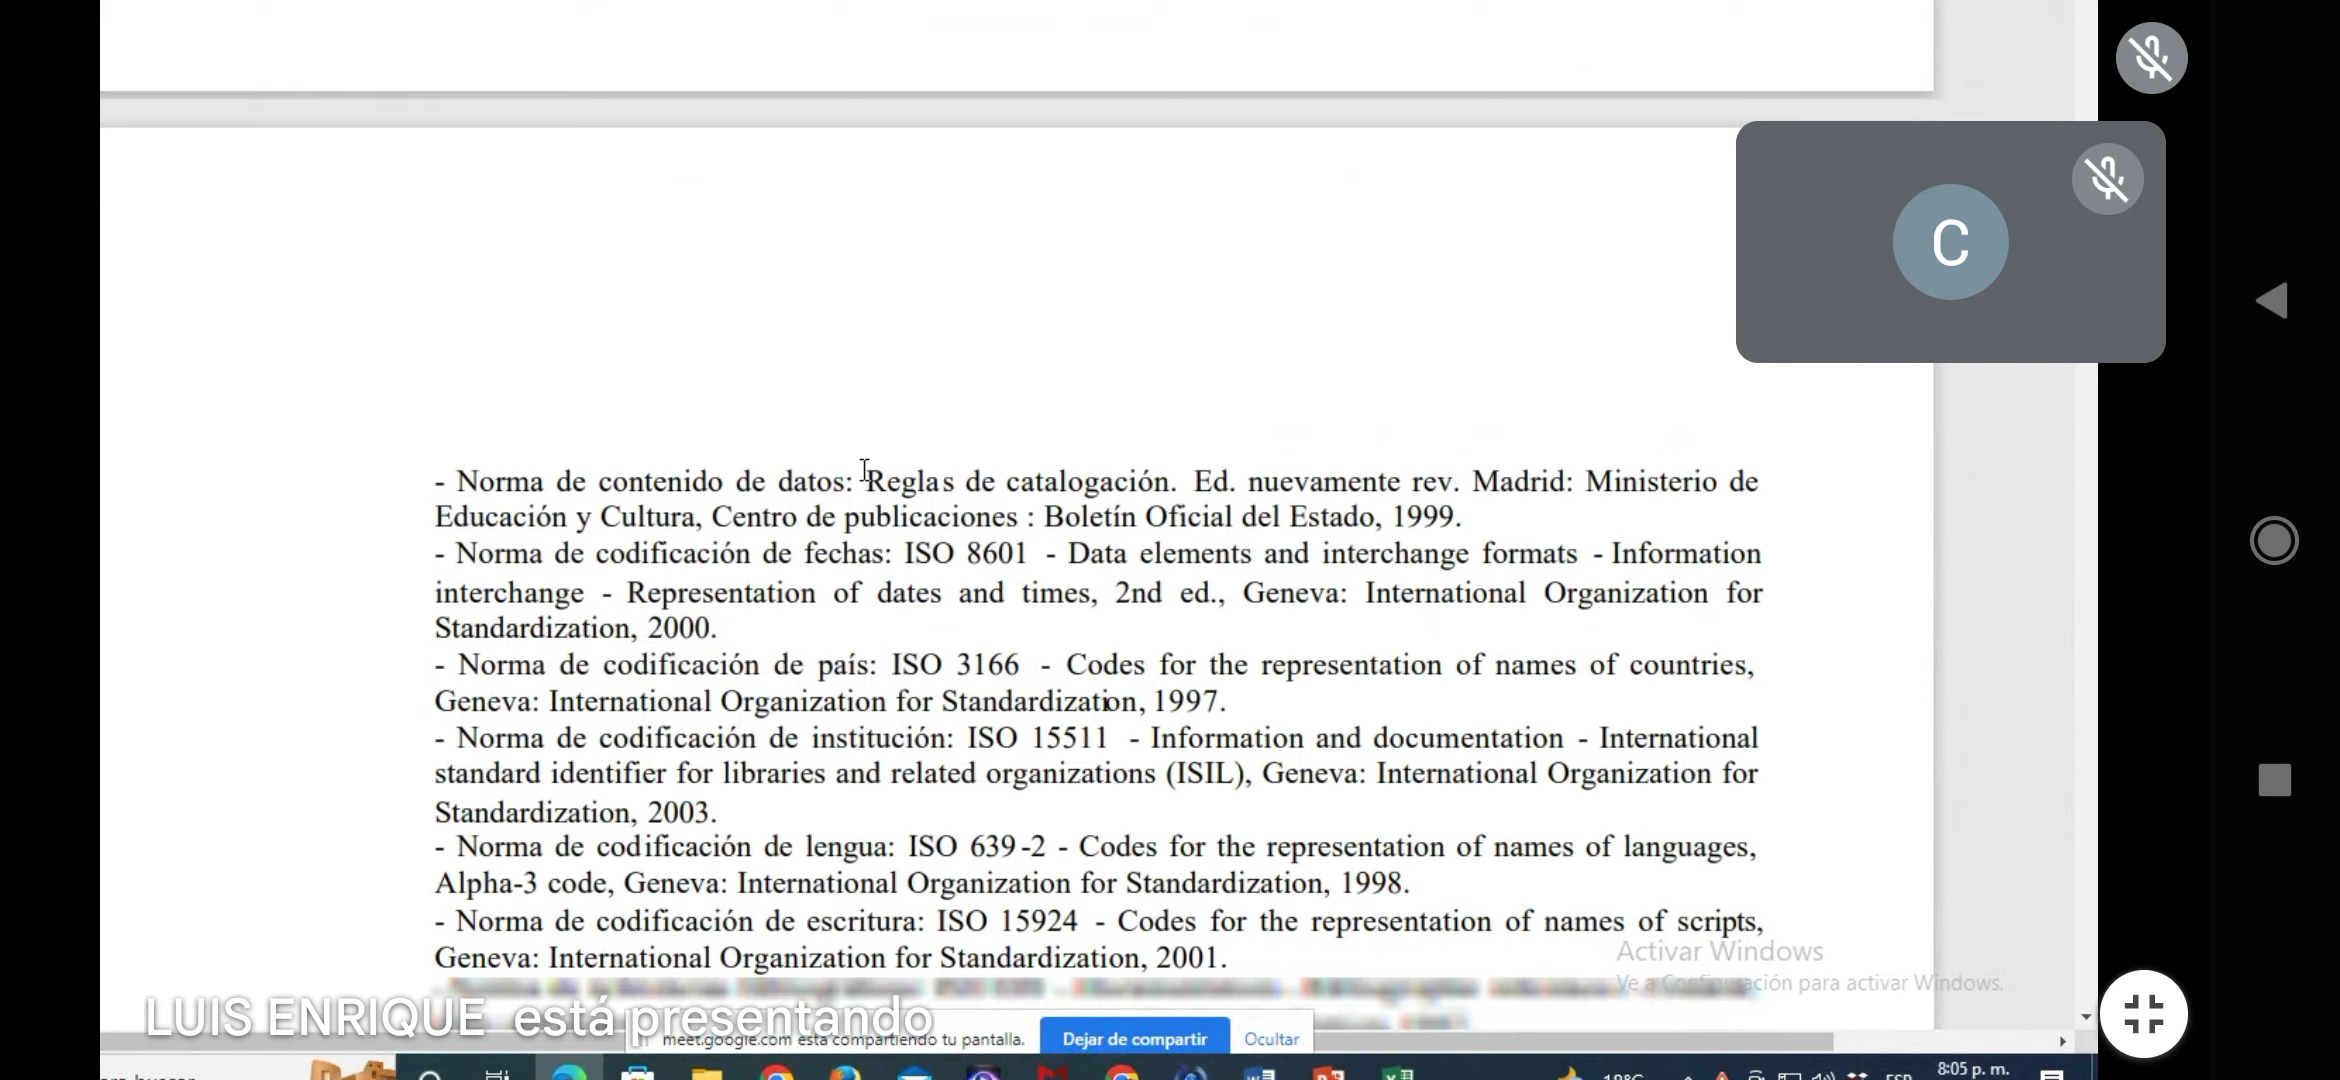 C
- Norma de contenido de datos: Reglas de catalogación. Ed. nuevamente rev. Madrid: Ministerio de
Educación y Cultura, Centro de publicaciones : Boletín Oficial del Estado, 1999.
- Norma de codificación de fechas: ISO 8601 - Data elements and interchange formats - Information
interchange - Representation of dates and times, 2nd ed., Geneva: International Organization for
Standardization, 2000.
- Norma de codificación de país: ISO 3166 - Codes for the representation of names of countries,
Geneva: International Organization for Standardization, 1997.
- Norma de codificación de institución: ISO 15511 - Information and documentation - International
standard identifier for libraries and related organizations (ISIL), Geneva: International Organization for
Standardization, 2003.
- Norma de codificación de lengua: ISO 639-2 - Codes for the representation of names of languages,
Alpha-3 code, Geneva: International Organization for Standardization, 1998.
- Norma de codificación de escritura: ISO 15924 - Codes for the representation of names of scripts,
Geneva: International Organization for Standardization, 2001.
Activar Windows
Ve a Configuración para activar Windows.
LUIS ENRIQUE está presentando
meet.google.com está compartiendo tu pantalla.
Dejar de compartir
Ocultar
18°C
ESP
8:05 p. m.